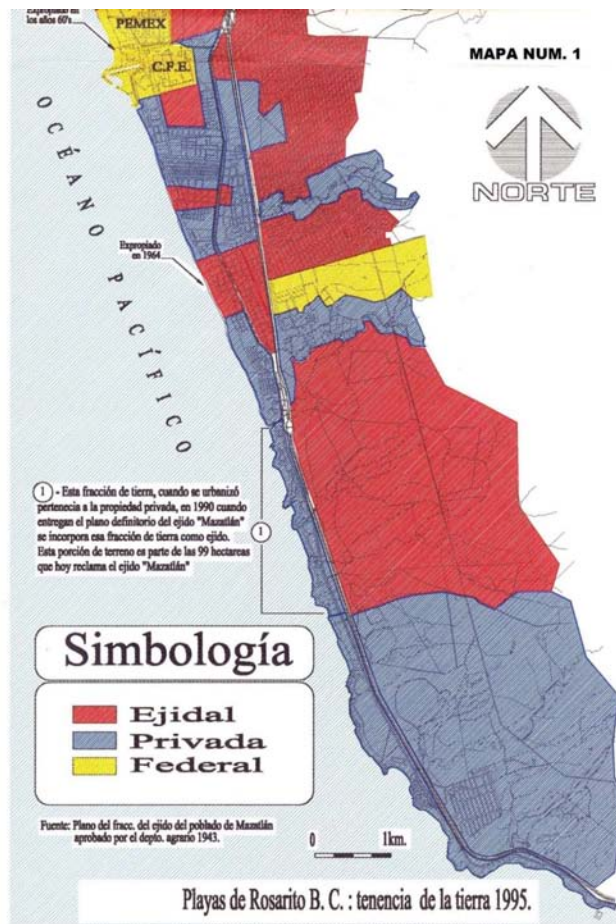 Expropiado en
los años 60's
PEMEX
C.F.E.
MAPA NUM. 1
NORTE
OCÉANO PACÍFICO
Expropiado
en 1964
1 - Esta fracción de tierra, cuando se urbanizó
pertenecia a la propiedad privada, en 1990 cuando
entregan el plano definitorio del ejido "Mazatlán"
se incorpora esa fracción de tierra como ejido.
Esta porción de terreno es parte de las 99 hectareas
que hoy reclama el ejido "Mazatlán"
1
Simbología
Ejidal
Privada
Federal
Fuente: Plano del fracc. del ejido del poblado de Mazatlán
aprobado por el depto. agrario 1943.
0 1km.
Playas de Rosarito B. C. : tenencia de la tierra 1995.